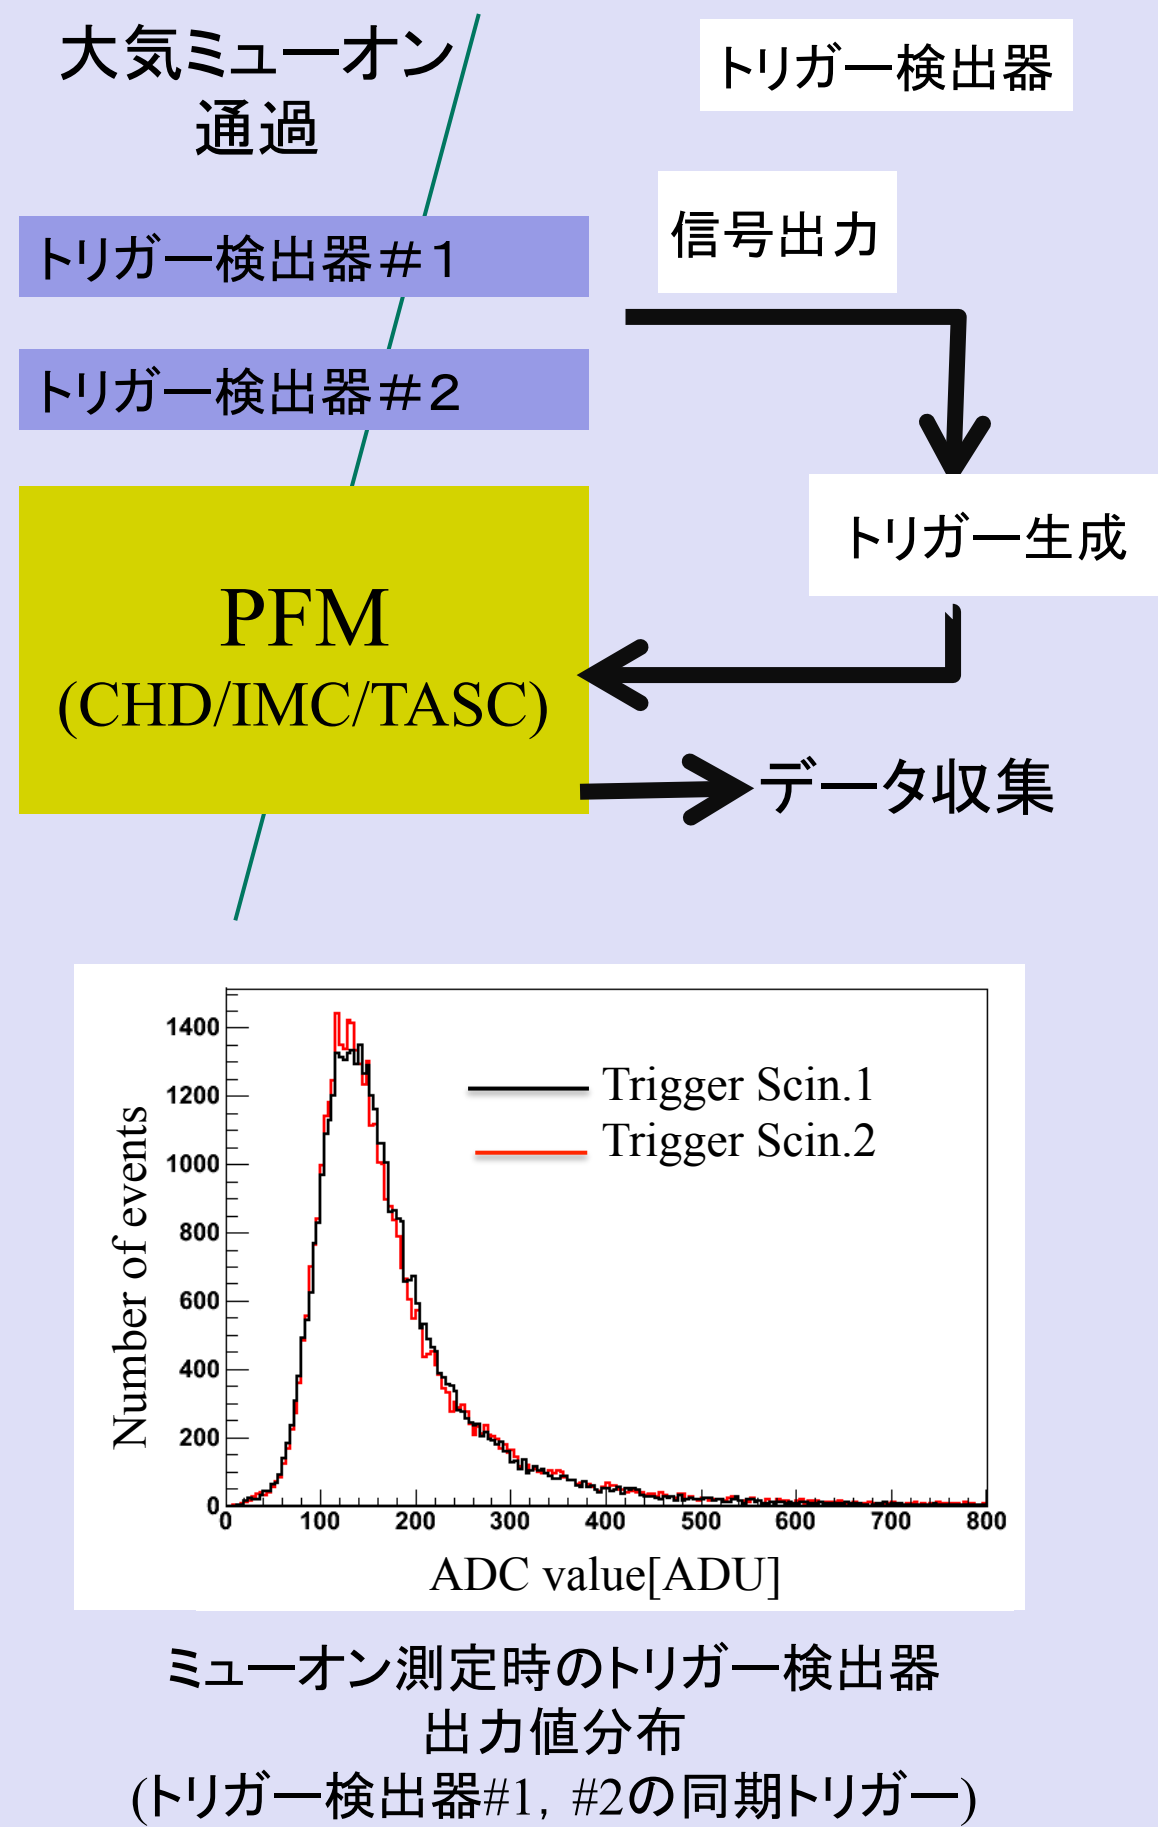 大気ミューオン
通過
トリガー検出器
信号出力
トリガー検出器＃１
トリガー検出器＃２
トリガー生成
PFM
(CHD/IMC/TASC)
データ収集
1400
1200
1000
800
600
400
200
0
Number of events
Trigger Scin.1
Trigger Scin.2
0 100 200 300 400 500 600 700 800
ADC value[ADU]
ミューオン測定時のトリガー検出器
出力値分布
(トリガー検出器#1, #2の同期トリガー)